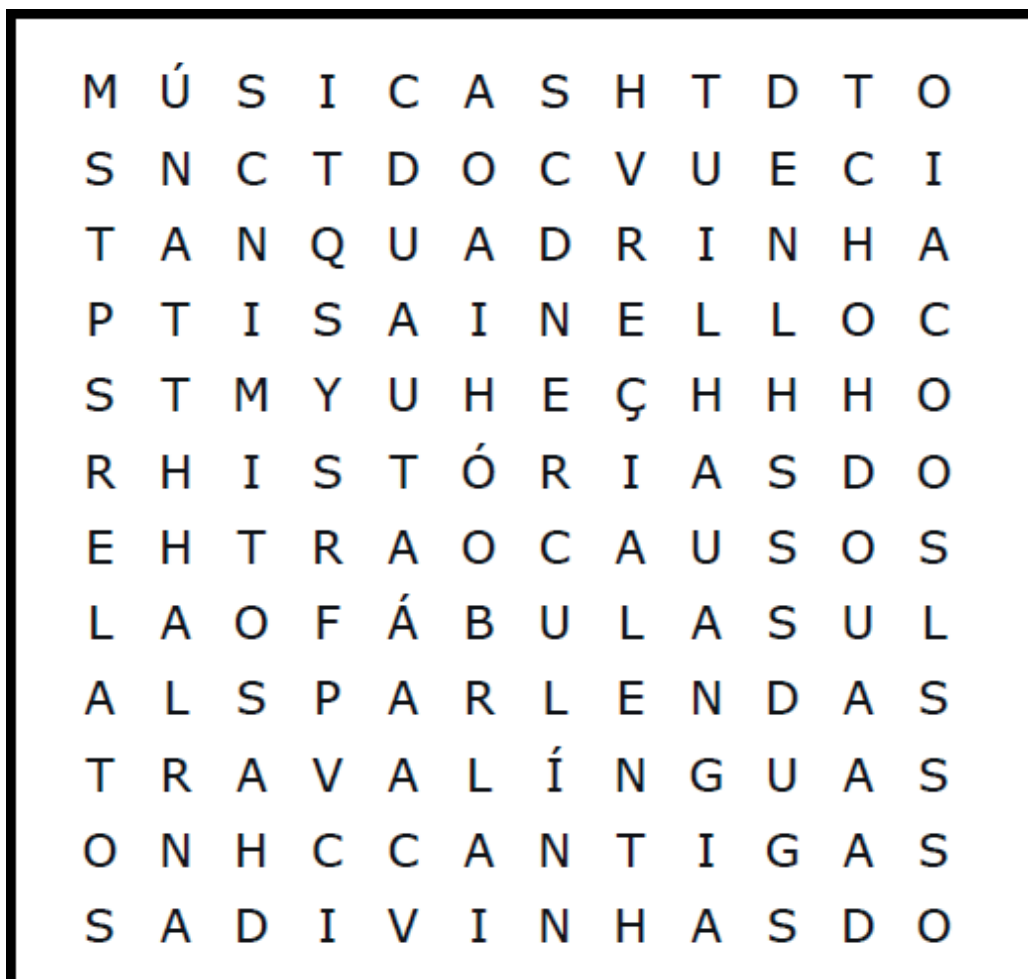 M Ú S I C A S H T D T O
S N C T D O C V U E C I
T A N Q U A D R I N H A
P T I S A I N E L L O C
S T M Y U H E Ç H H H O
R H I S T Ó R I A S D O
E H T R A O C A U S O S
L A O F Á B U L A S U L
A L S P A R L E N D A S
T R A V A L Í N G U A S
O N H C C A N T I G A S
S A D I V I N H A S D O